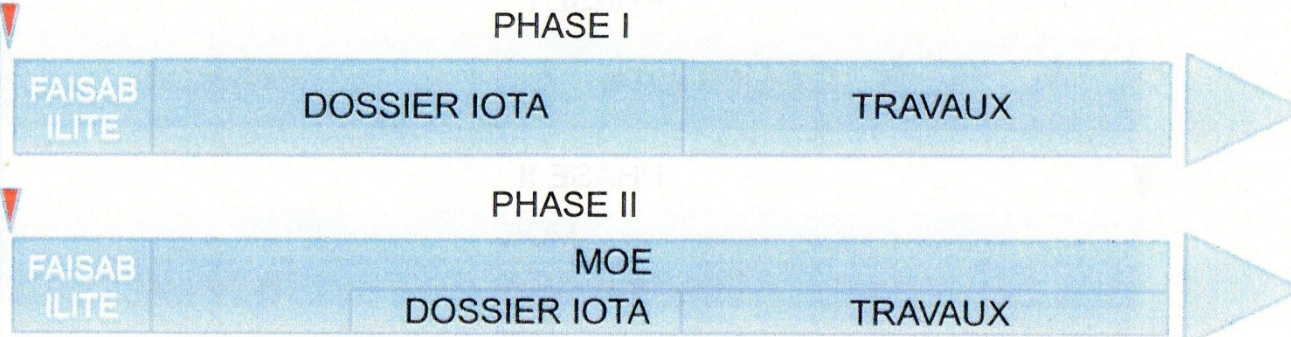 PHASE I
FAISAB
ILITE
DOSSIER IOTA
TRAVAUX
PHASE II
FAISAB
ILITE
MOE
DOSSIER IOTA
TRAVAUX